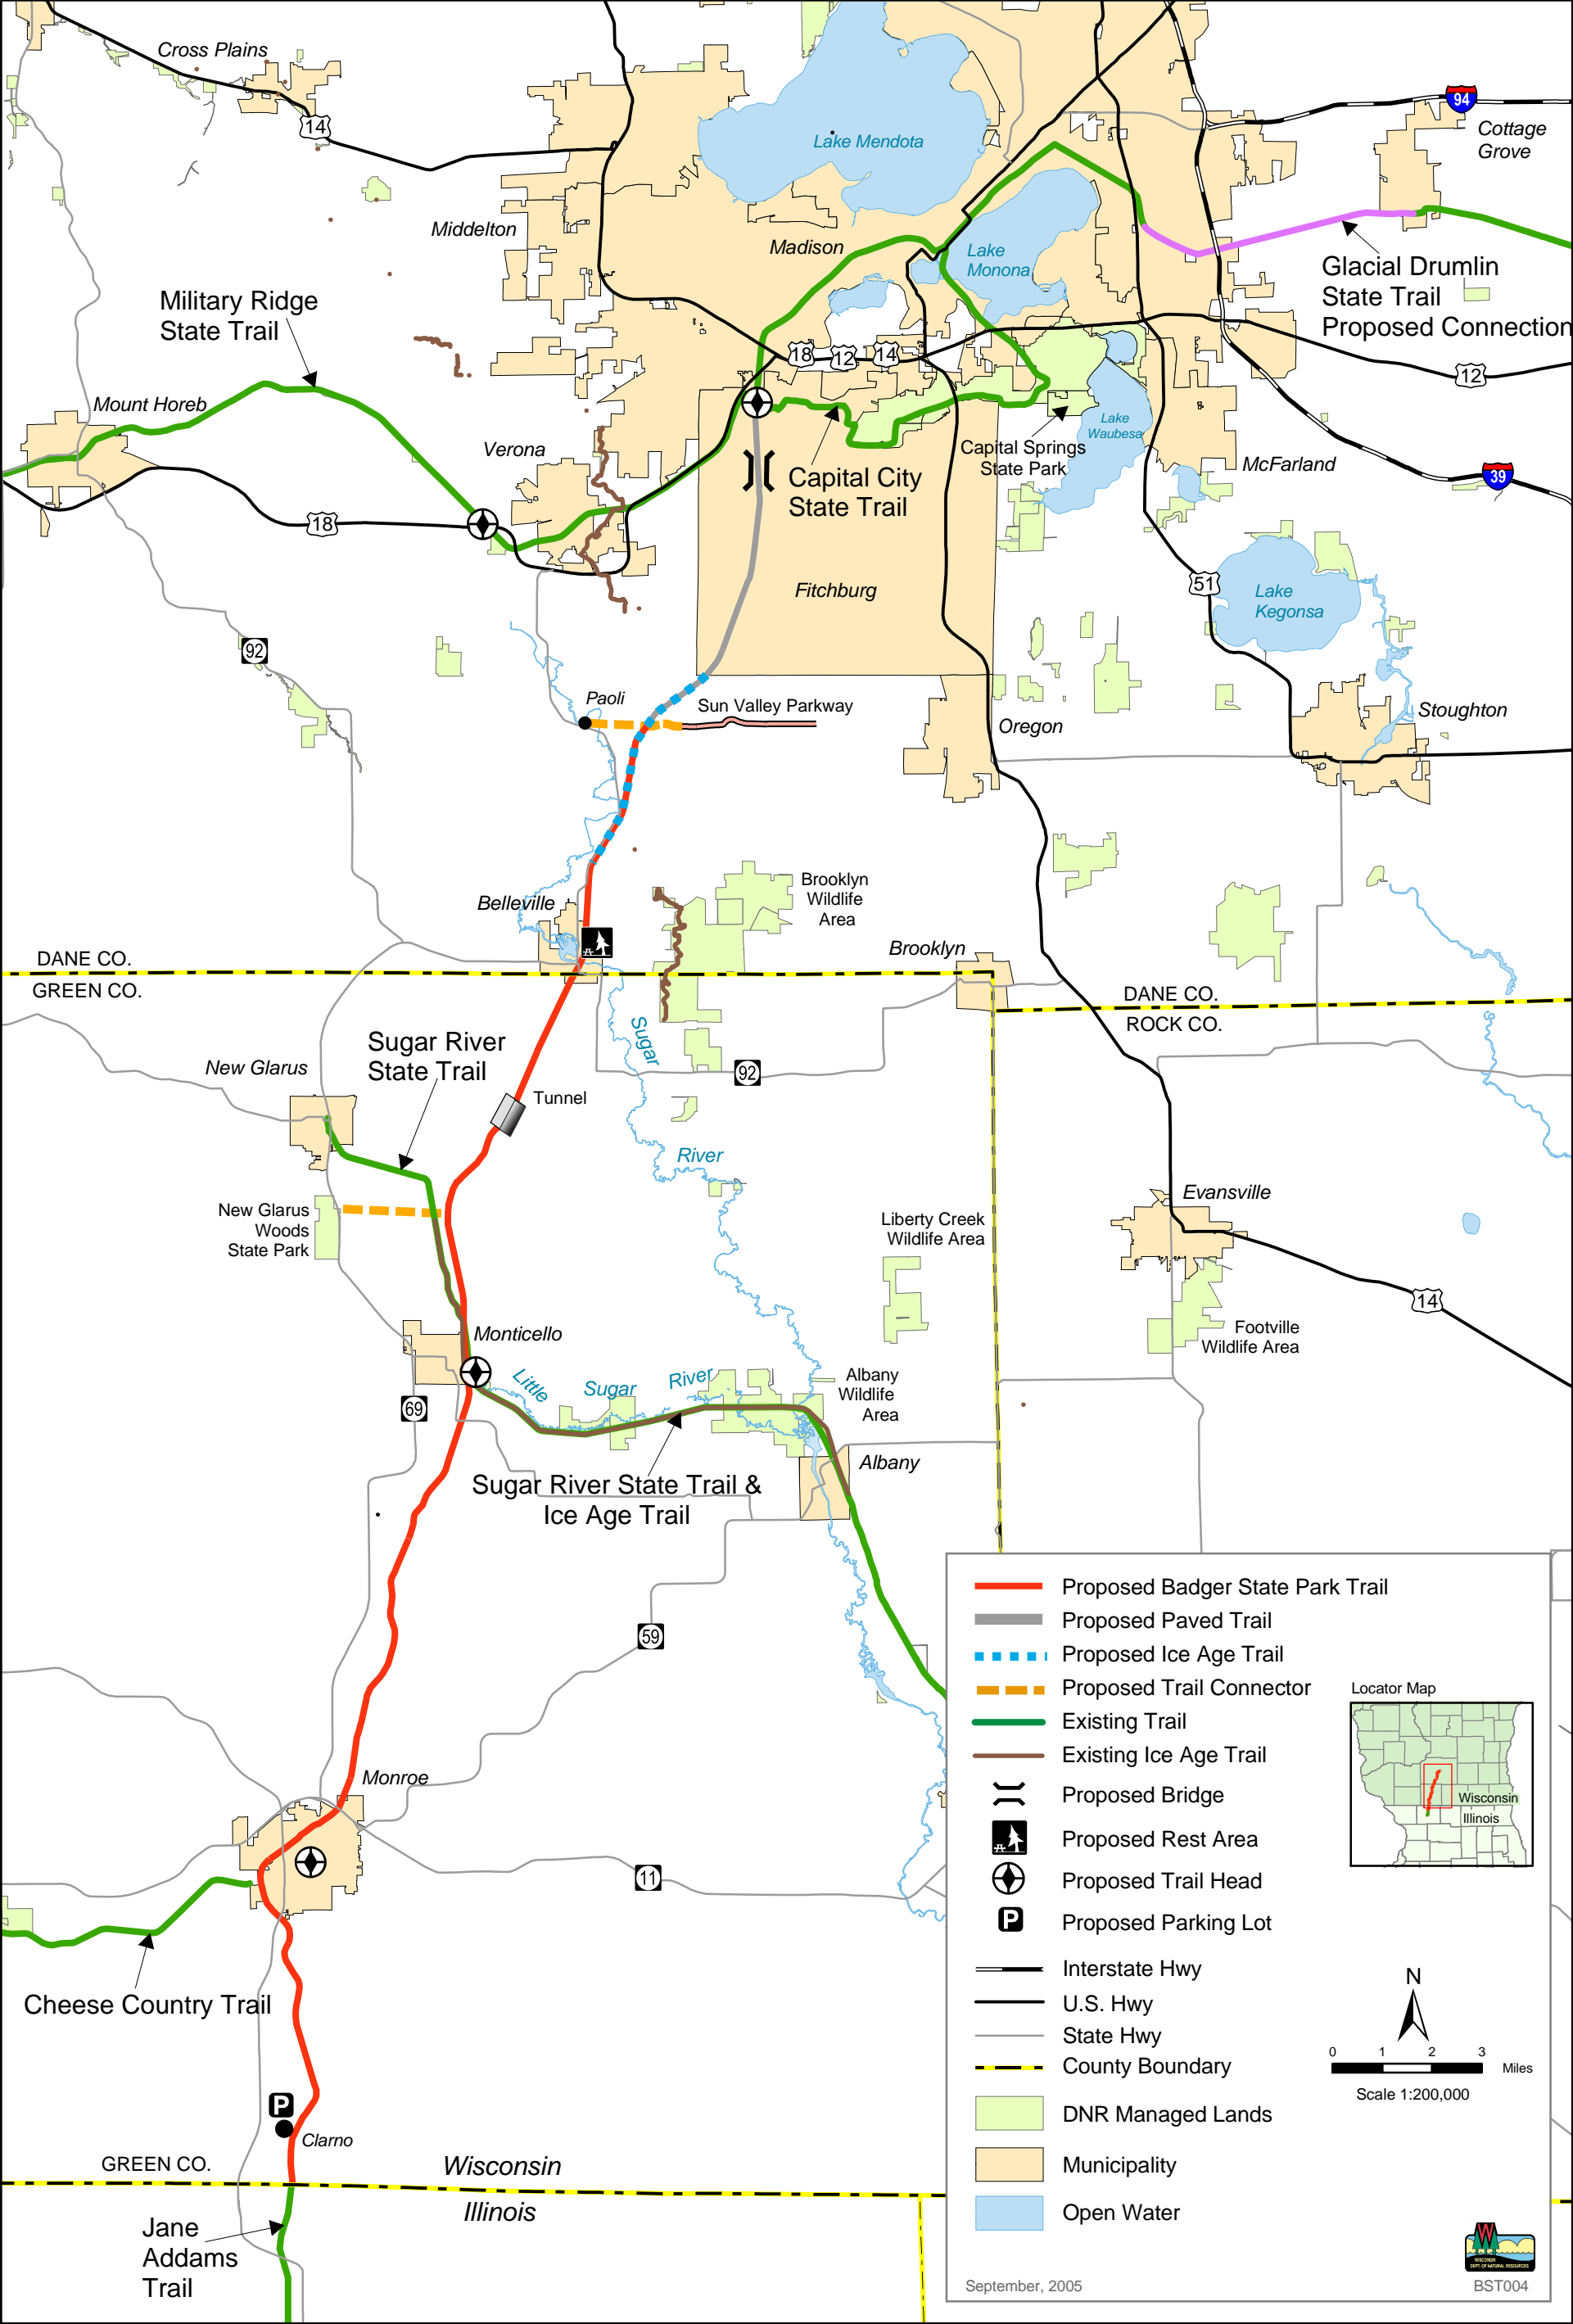 Cross Plains
14
94
Cottage
Grove
Lake Mendota
Middelton
Madison
Lake
Monona
Glacial Drumlin
State Trail
Proposed Connection
Military Ridge
State Trail
18
12
14
12
Mount Horeb
Verona
Lake
Waubesa
Capital Springs
State Park
McFarland
39
Capital City
State Trail
18
Fitchburg
51
Lake
Kegonsa
92
Paoli
Sun Valley Parkway
Oregon
Stoughton
Brooklyn
Wildlife
Area
Belleville
Brooklyn
DANE CO.
GREEN CO.
DANE CO.
ROCK CO.
Sugar River
State Trail
New Glarus
Sugar
92
Tunnel
River
Evansville
New Glarus
Woods
State Park
Liberty Creek
Wildlife Area
14
Footville
Wildlife Area
Monticello
Little
Sugar
River
Albany
Wildlife
Area
69
Albany
Sugar River State Trail &
Ice Age Trail
59
Monroe
11
Cheese Country Trail
P
Clarno
GREEN CO.
Wisconsin
Illinois
Jane
Addams
Trail
Proposed Badger State Park Trail
Proposed Paved Trail
Proposed Ice Age Trail
Proposed Trail Connector
Existing Trail
Existing Ice Age Trail
Proposed Bridge
Proposed Rest Area
Proposed Trail Head
P
Proposed Parking Lot
Interstate Hwy
U.S. Hwy
State Hwy
County Boundary
DNR Managed Lands
Municipality
Open Water
Locator Map
Wisconsin
Illinois
N
0 1 2 3
Miles
Scale 1:200,000
W
WISCONSIN
DEPT. OF NATURAL RESOURCES
September, 2005
BST004